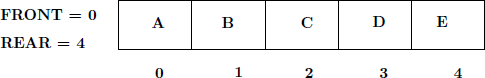 FRONT = 0
REAR = 4
A B C D E
0 1 2 3 4